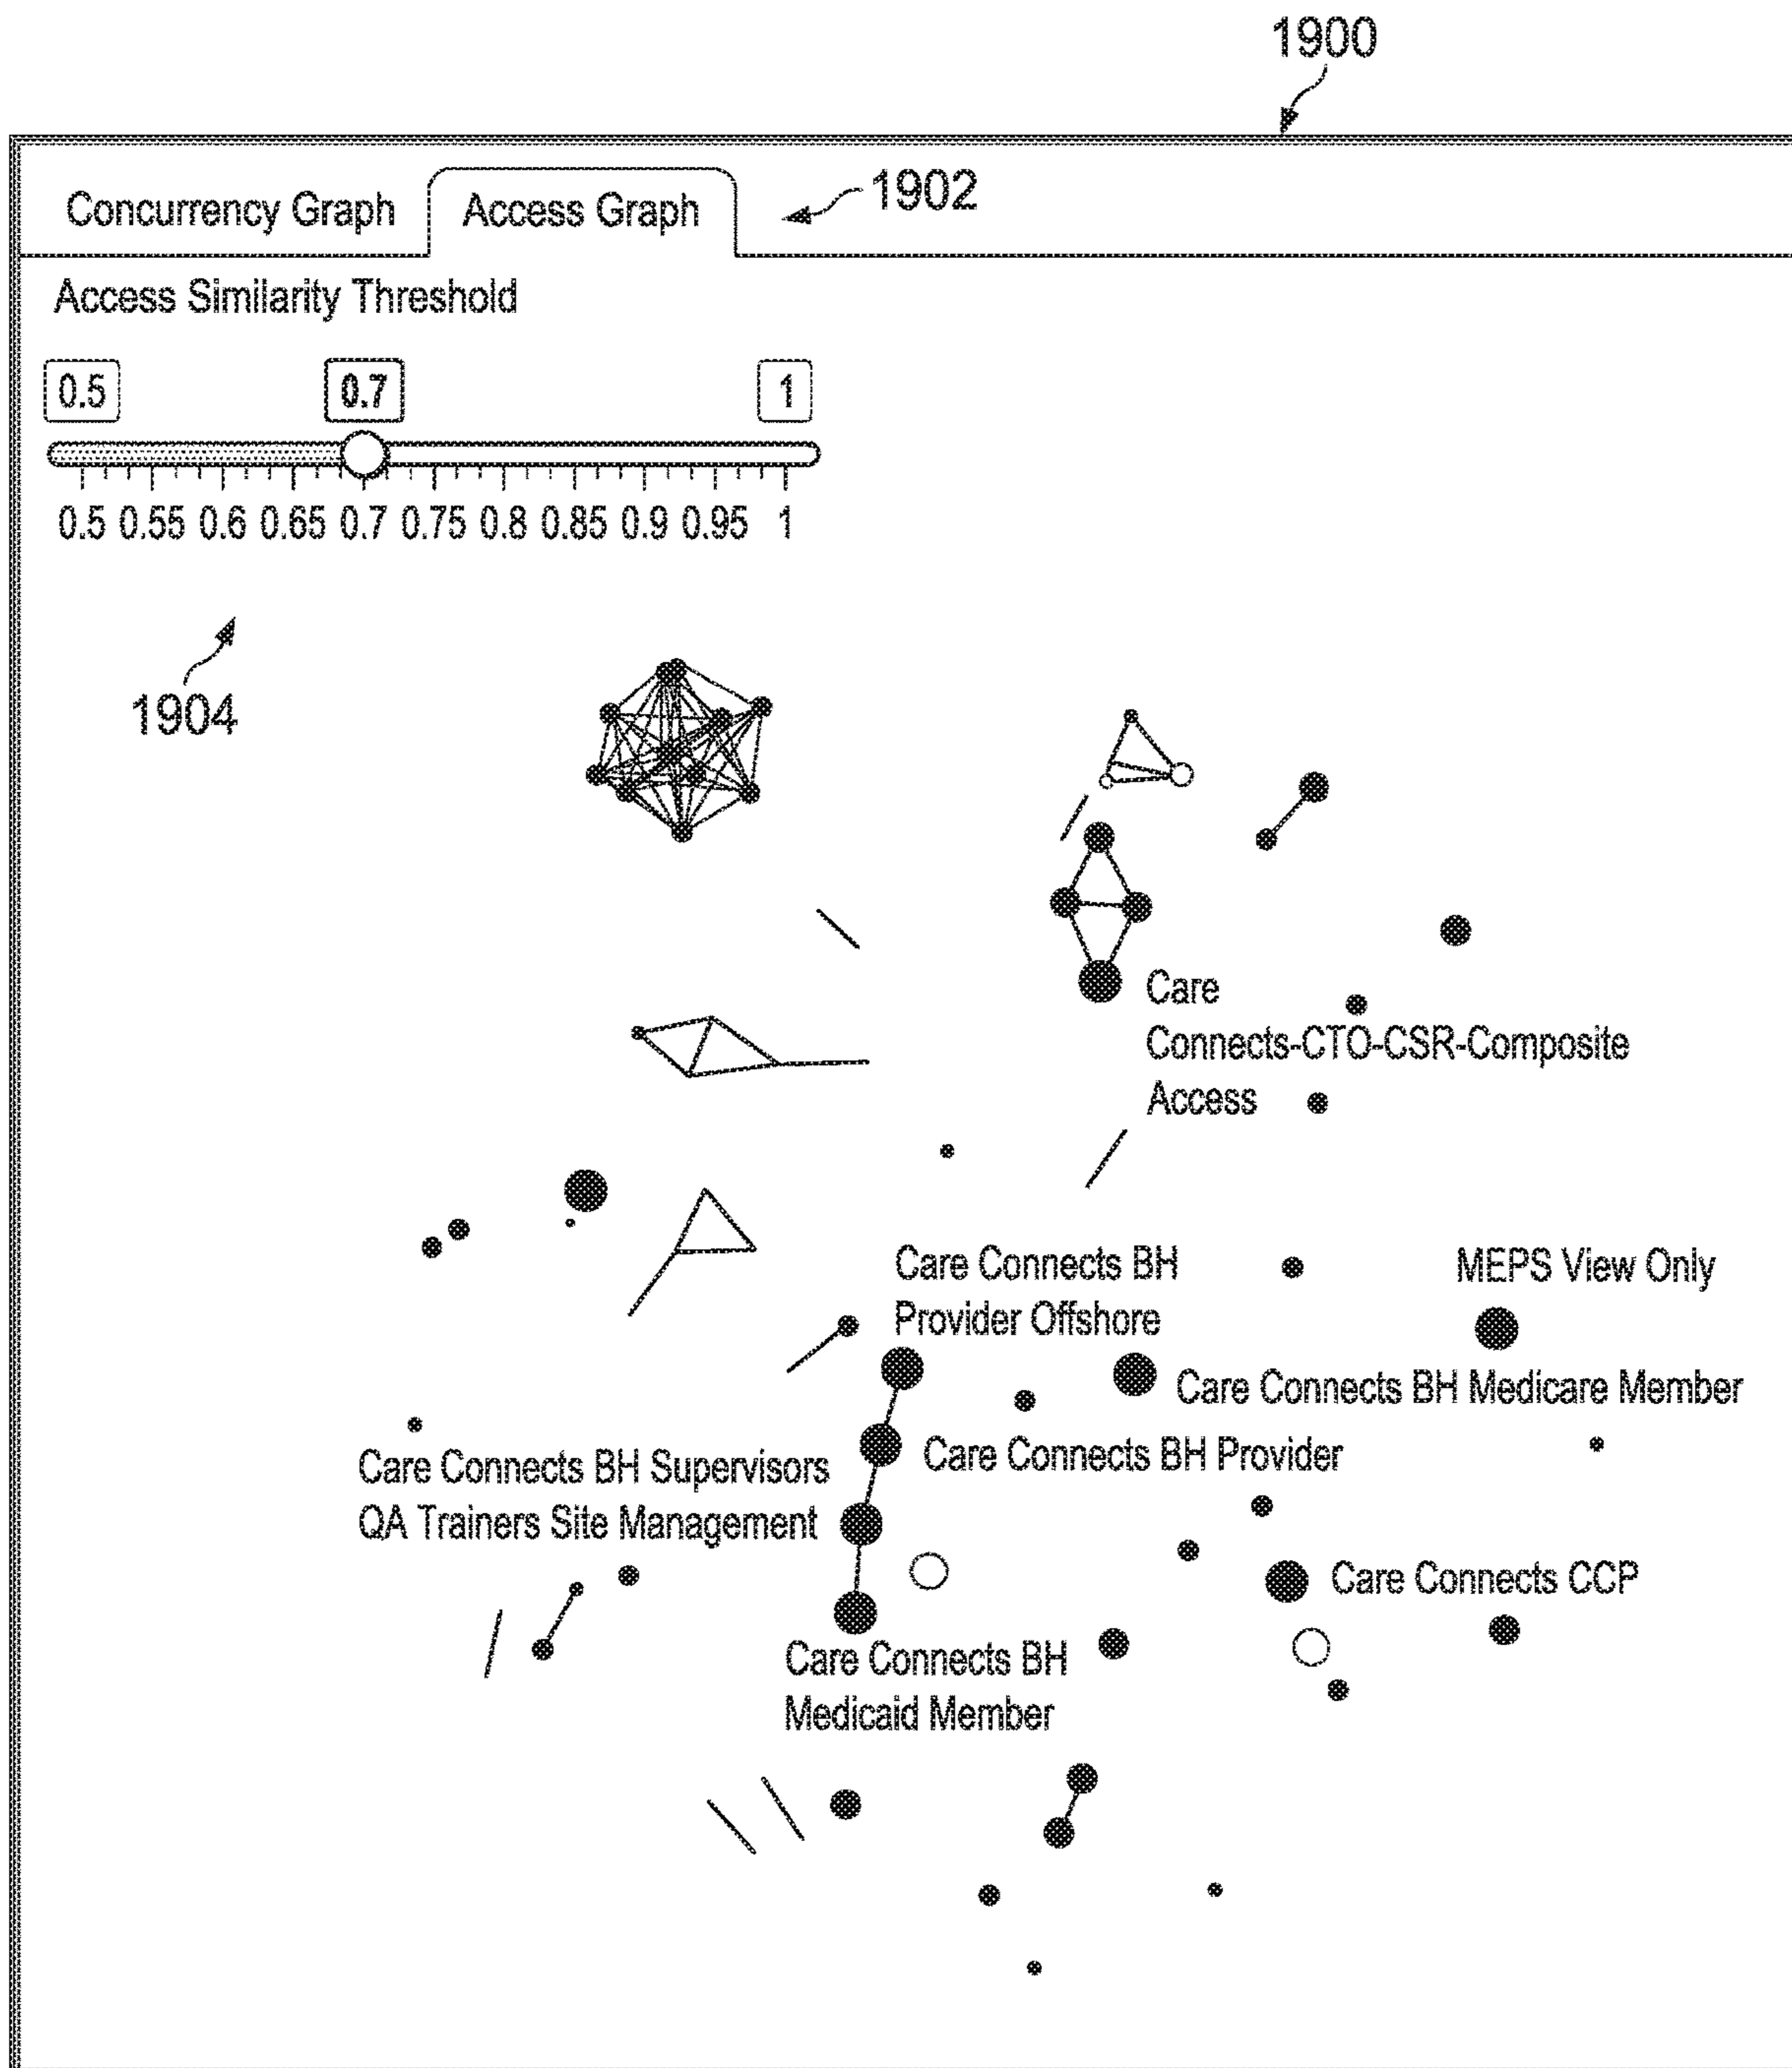 1900
Concurrency Graph Access Graph 1902
Access Similarity Threshold
0.5 0.7 1
0.5 0.55 0.6 0.65 0.7 0.75 0.8 0.85 0.9 0.95 1
1904
Care
Connects-CTO-CSR-Composite
Access
Care Connects BH
Provider Offshore
MEPS View Only
Care Connects BH Medicare Member
Care Connects BH Provider
Care Connects BH Supervisors
QA Trainers Site Management
Care Connects CCP
Care Connects BH
Medicaid Member